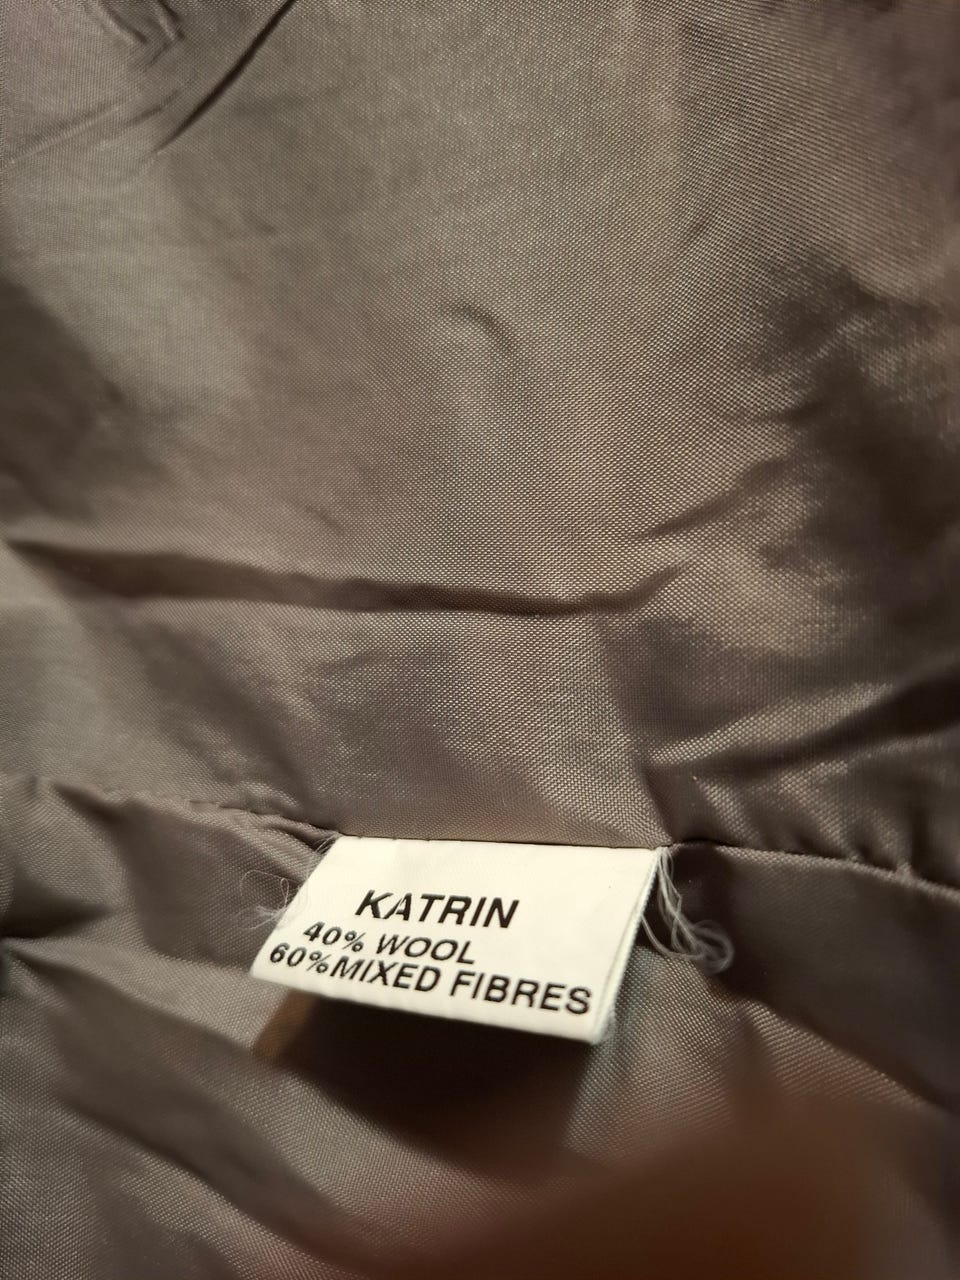 KATRIN
40% WOOL
60% MIXED FIBRES